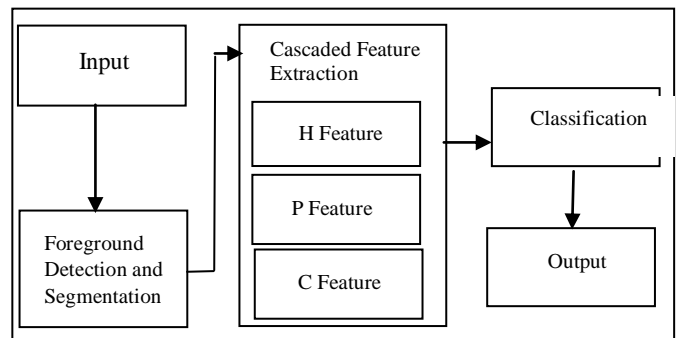 Input
Foreground
Detection and
Segmentation
Cascaded Feature
Extraction
H Feature
P Feature
C Feature
Classification
Output